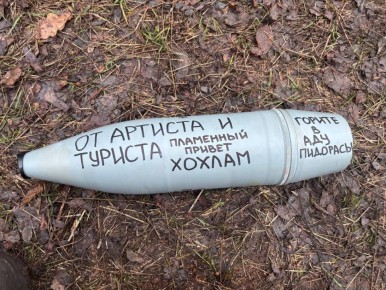 ОТ АРТИСТА И
ТУРИСТА ПЛАМЕННЫЙ
ПРИВЕТ
ХОХЛАМ
ГОРИТЕ
В
АДУ
ПИДОРАСЫ